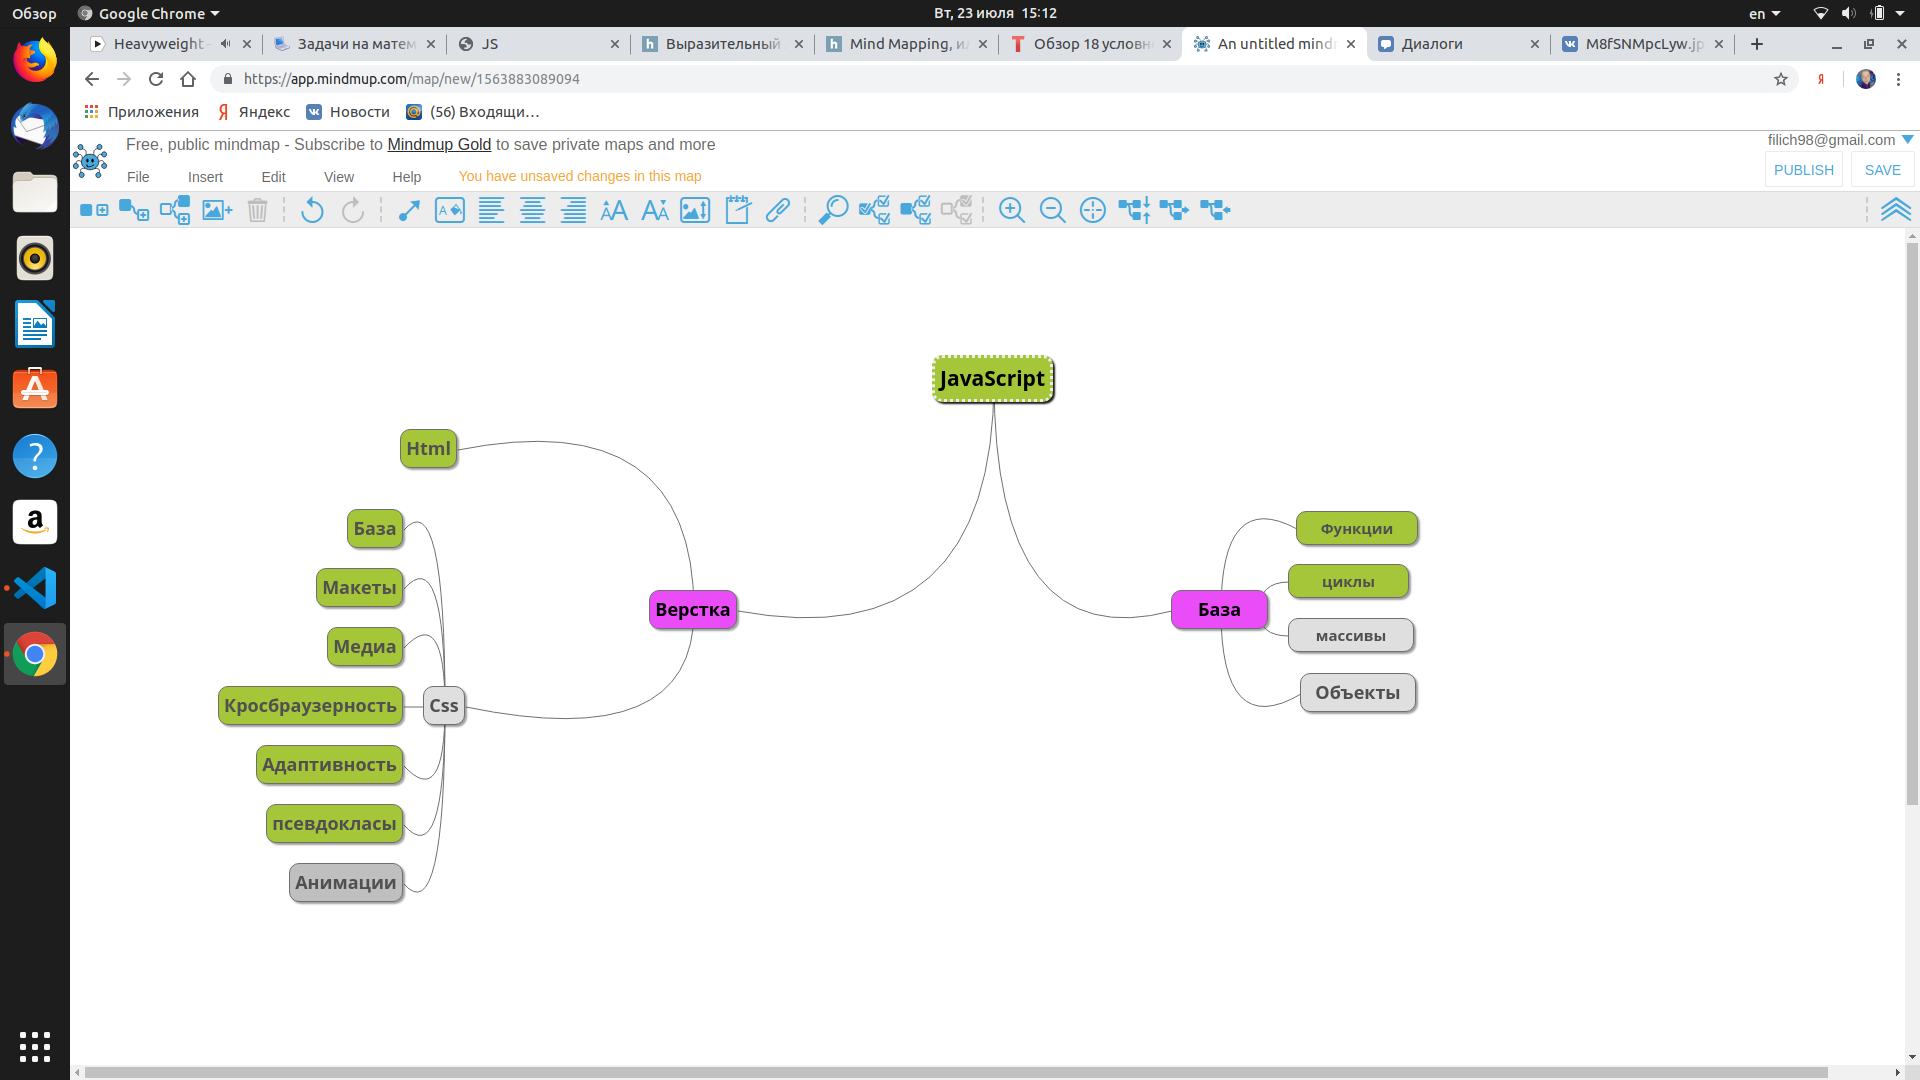 Обзор
Google Chrome
Вт, 23 июля 15:12
en
Heavyweight
Задачи на матем
JS
Выразительный
Mind Mapping, и
Обзор 18 условн
An untitled mind
Диалоги
M8fSNMpcLyw.jp
https://app.mindmup.com/map/new/1563883089094
Приложения
Яндекс
Новости
(56) Входящи…
Free, public mindmap - Subscribe to Mindmup Gold to save private maps and more
filich98@gmail.com
File
Insert
Edit
View
Help
You have unsaved changes in this map
PUBLISH
SAVE
JavaScript
Html
База
Макеты
Медиа
Верстка
Кросбраузерность
Css
Адаптивность
псевдокласы
Анимации
Функции
циклы
База
массивы
Объекты